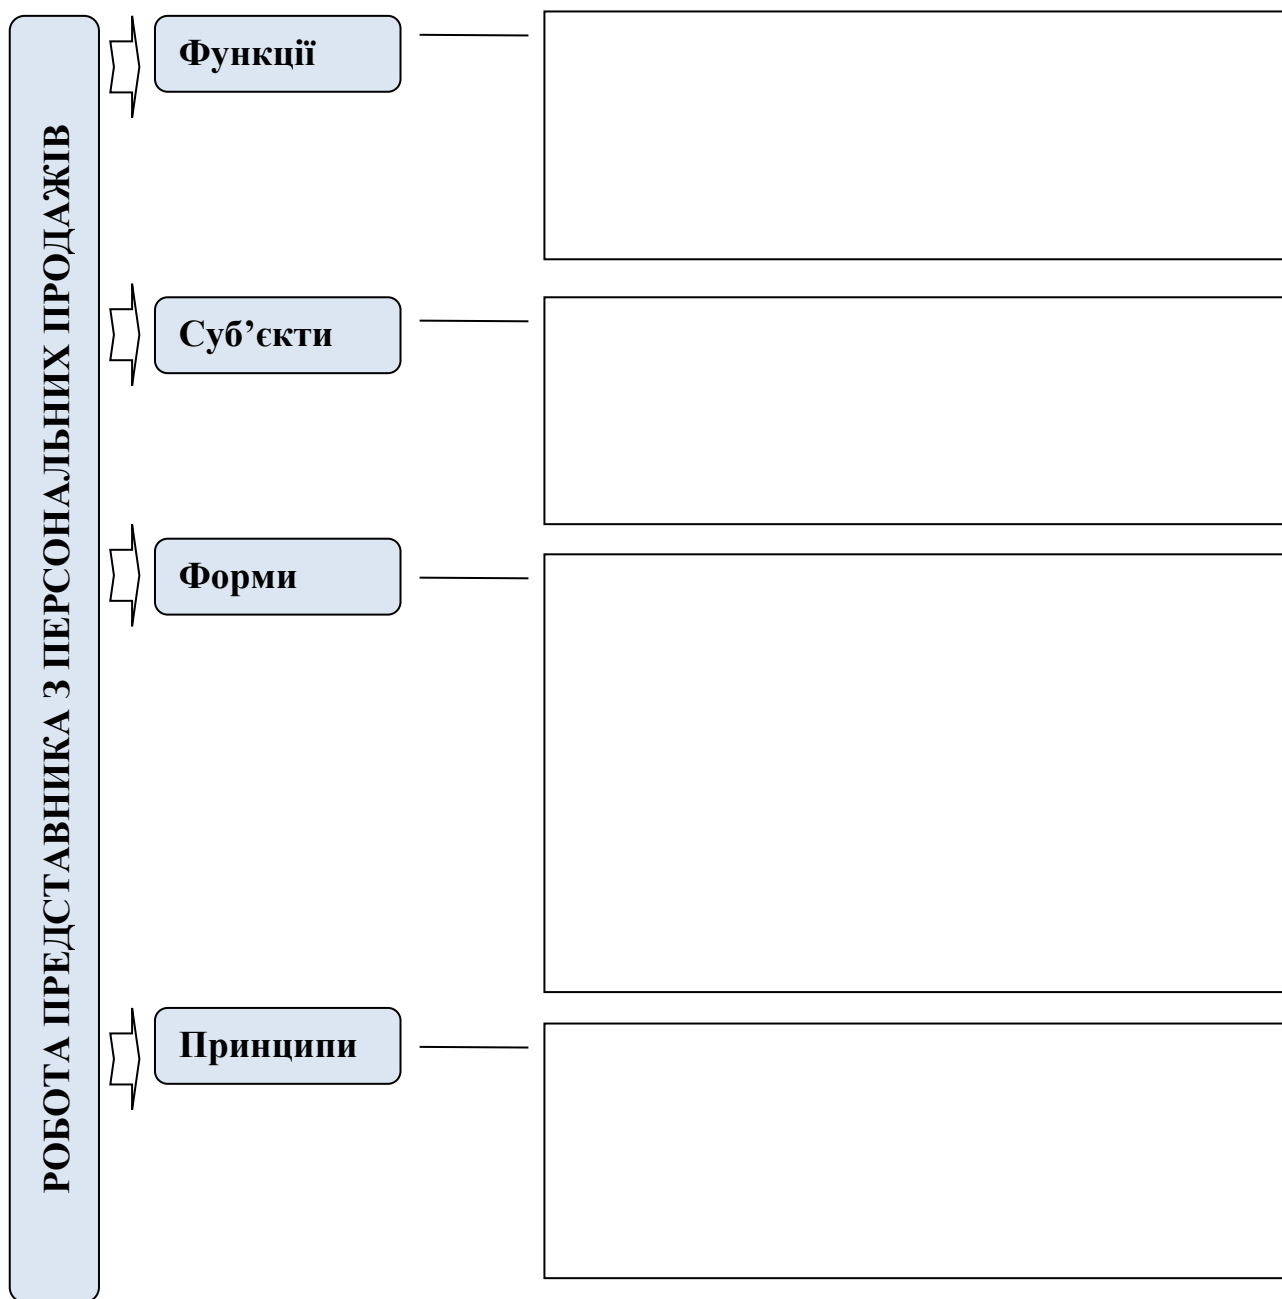 РОБОТА ПРЕДСТАВНИКА З ПЕРСОНАЛЬНИХ ПРОДАЖІВ
Функції
Суб’єкти
Форми
Принципи